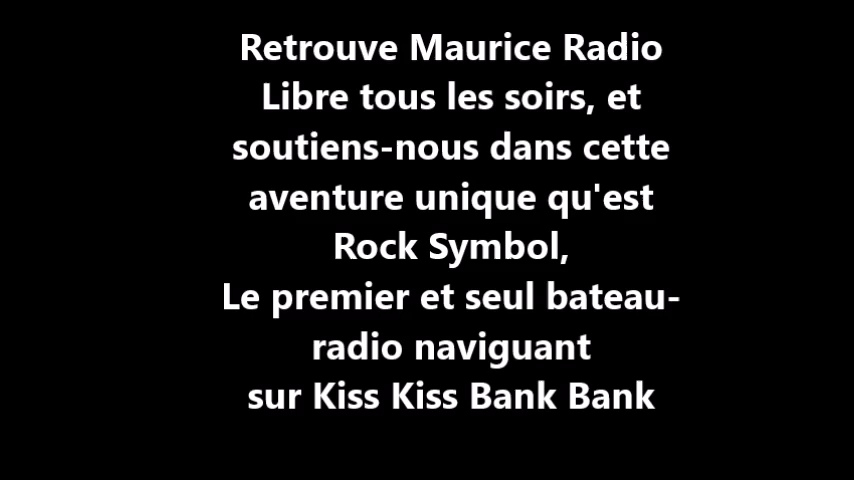 Retrouve Maurice Radio
Libre tous les soirs, et
soutiens-nous dans cette
aventure unique qu'est
Rock Symbol,
Le premier et seul bateau-
radio naviguant
sur Kiss Kiss Bank Bank